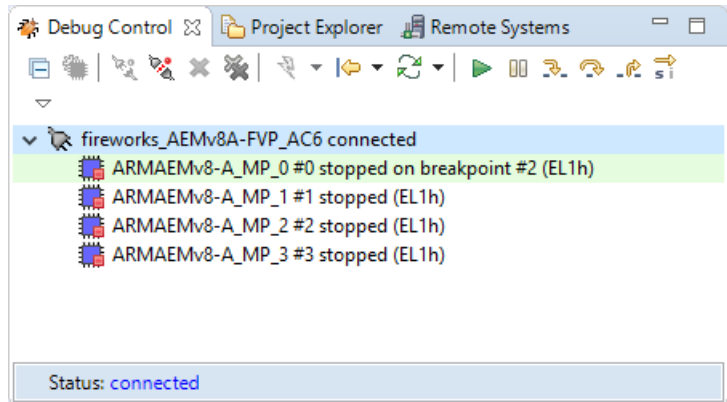 Debug Control Project Explorer Remote Systems
fireworks_AEMv8A-FVP_AC6 connected
ARMAEMv8-A_MP_0 #0 stopped on breakpoint #2 (EL1h)
ARMAEMv8-A_MP_1 #1 stopped (EL1h)
ARMAEMv8-A_MP_2 #2 stopped (EL1h)
ARMAEMv8-A_MP_3 #3 stopped (EL1h)
Status: connected